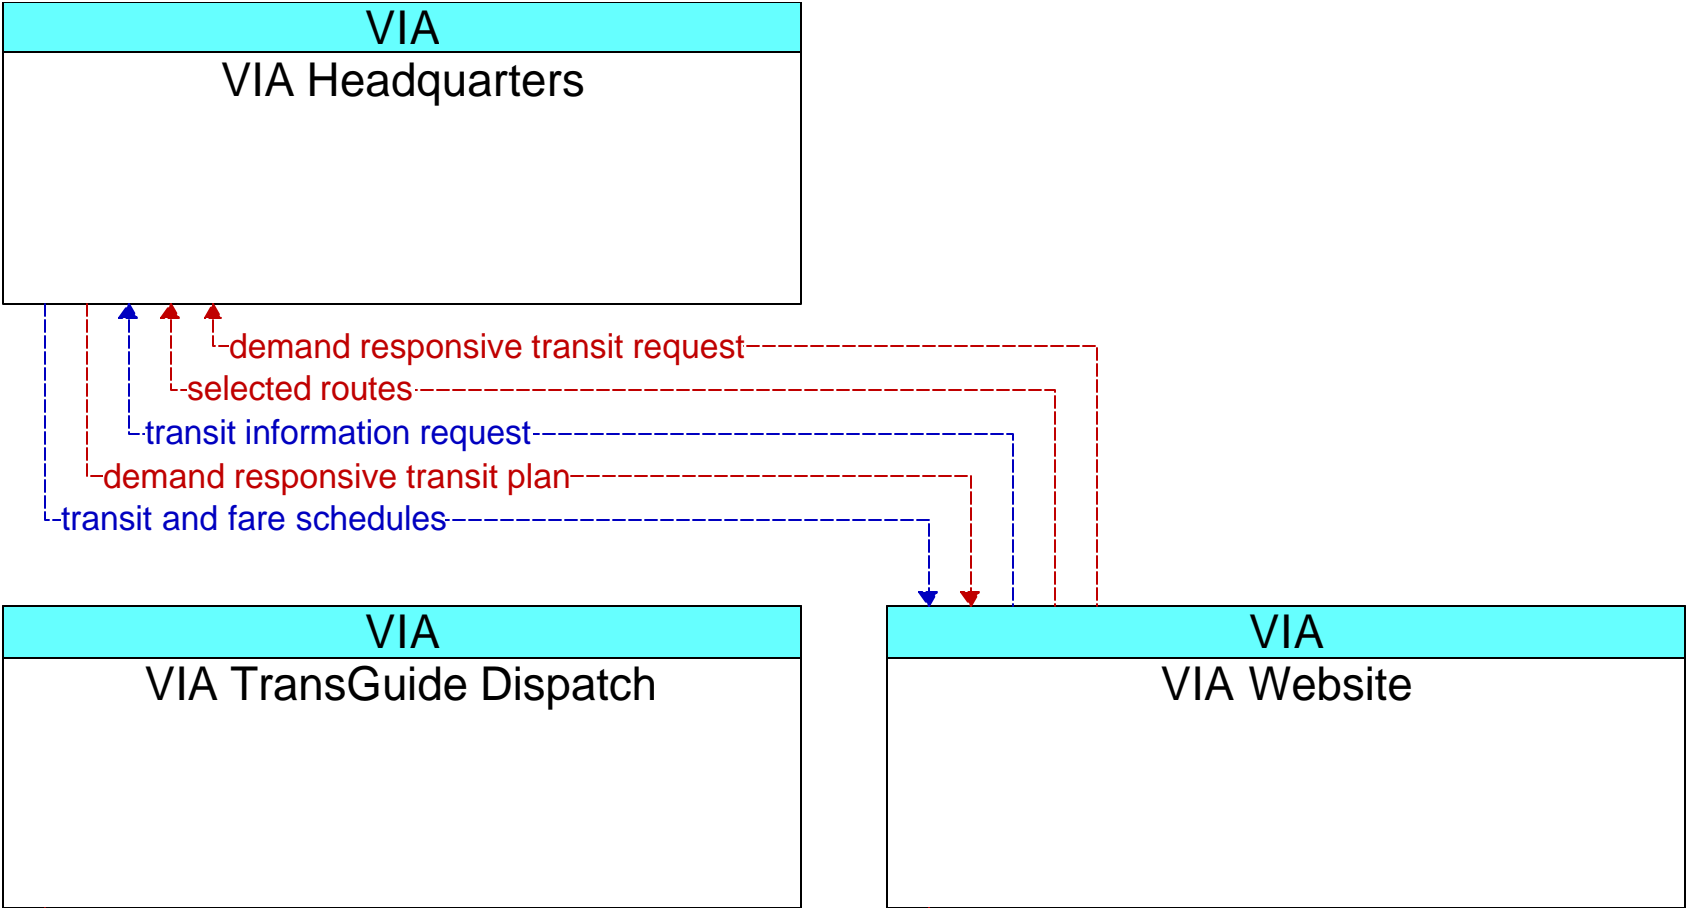 VIA
VIA Headquarters
demand responsive transit request
selected routes
transit information request
demand responsive transit plan
transit and fare schedules
VIA
VIA TransGuide Dispatch
VIA
VIA Website